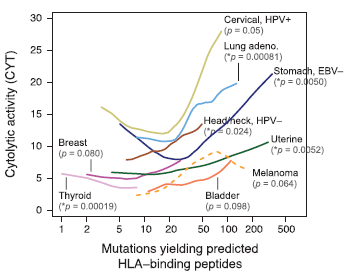 Cytolytic activity (CYT)
30
25
20
15
10
5
0
Cervical, HPV+
(p = 0.05)
Lung adeno.
(*p = 0.00081)
Stomach, EBV–
(*p = 0.0050)
Head/neck, HPV–
(*p = 0.024)
Breast
(p = 0.080)
Uterine
(*p = 0.0052)
Melanoma
(p = 0.064)
Thyroid
(*p = 0.00019)
Bladder
(p = 0.098)
1 2 5 10 20 50 100 200 500
Mutations yielding predicted
HLA–binding peptides